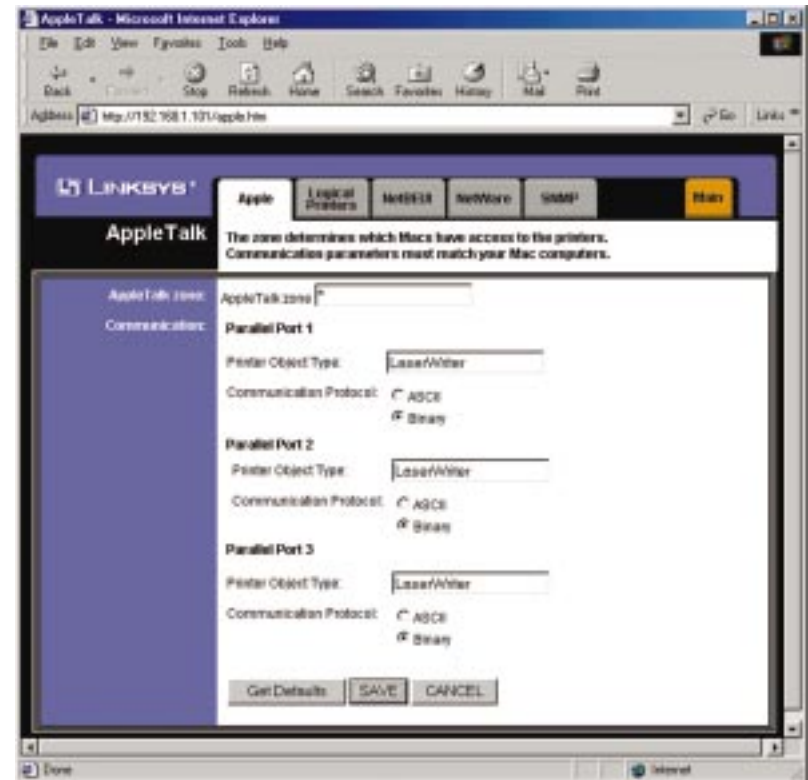 AppleTalk - Microsoft Internet Explorer
File Edit View Favorites Tools Help
Back Forward Stop Refresh Home Search Favorites History Mail Print
Address http://192.168.1.101/apple.htm Go Links
LINKSYS®
Apple Logical Printers NetBEUI NetWare SNMP Main
AppleTalk
The zone determines which Macs have access to the printers.
Communication parameters must match your Mac computers.
AppleTalk zone: AppleTalk zone *
Communication: Parallel Port 1
Printer Object Type: LaserWriter
Communication Protocol: ASCII
Binary
Parallel Port 2
Printer Object Type: LaserWriter
Communication Protocol: ASCII
Binary
Parallel Port 3
Printer Object Type: LaserWriter
Communication Protocol: ASCII
Binary
Get Defaults SAVE CANCEL
Done Internet